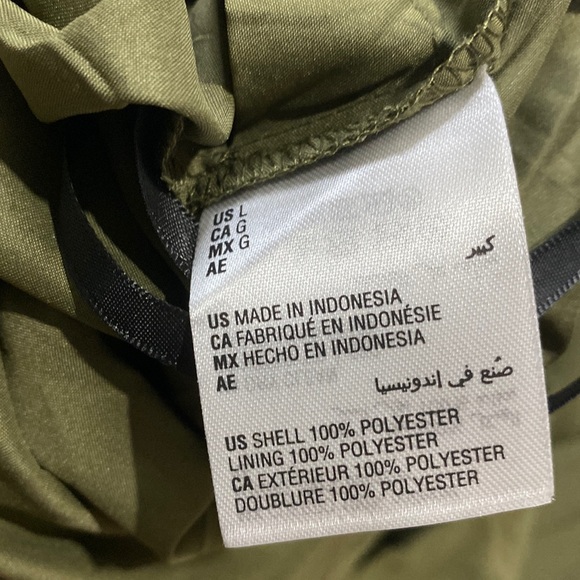 US L
CA G
MX G
AE كبير
US MADE IN INDONESIA
CA FABRIQUÉ EN INDONÉSIE
MX HECHO EN INDONESIA
AE صُنع في إندونيسيا
US SHELL 100% POLYESTER
LINING 100% POLYESTER
CA EXTÉRIEUR 100% POLYESTER
DOUBLURE 100% POLYESTER